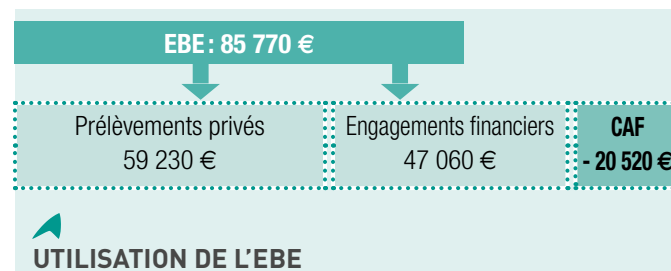 EBE : 85 770 €
Prélèvements privés
59 230 €
Engagements financiers
47 060 €
CAF
- 20 520 €
UTILISATION DE L'EBE